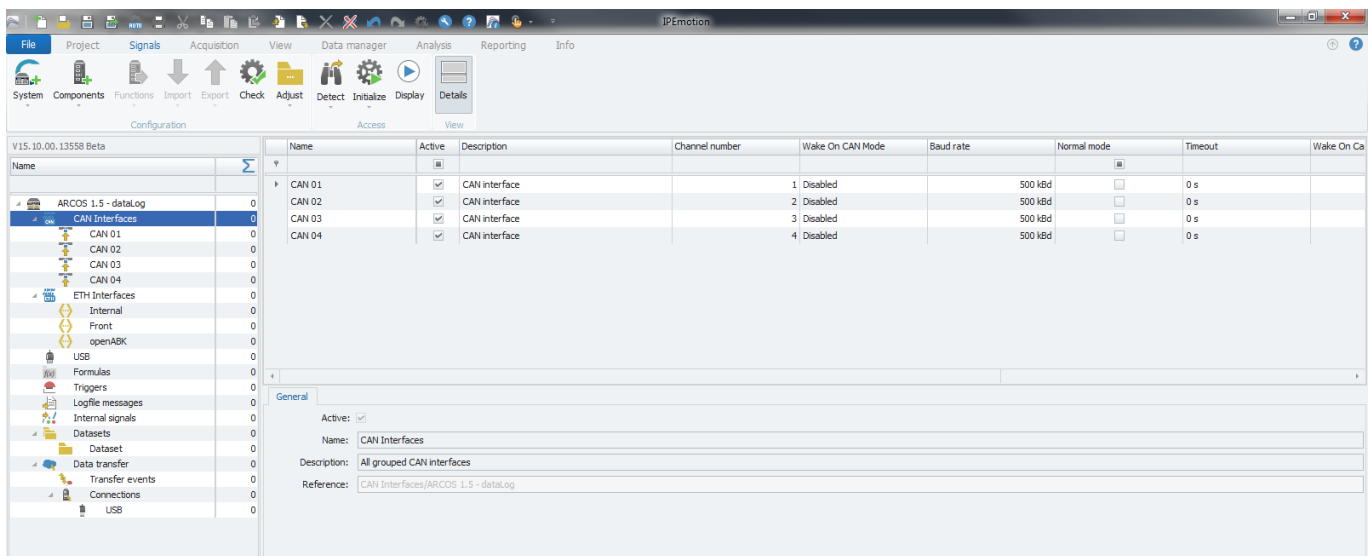 IPEmotion
File Project Signals Acquisition View Data manager Analysis Reporting Info
System Components Functions Import Export Check Adjust Detect Initialize Display Details
Configuration Access View
V15.10.00.13558 Beta
Name Σ
ARCOS 1.5 - dataLog 0
CAN Interfaces 0
CAN 01 0
CAN 02 0
CAN 03 0
CAN 04 0
ETH Interfaces 0
Internal 0
Front 0
openABK 0
USB 0
f(x) Formulas 0
Triggers 0
Logfile messages 0
Internal signals 0
Datasets 0
Dataset 0
Data transfer 0
Transfer events 0
Connections 0
USB 0
Name Active Description Channel number Wake On CAN Mode Baud rate Normal mode Timeout Wake On Ca
CAN 01 CAN interface 1 Disabled 500 kBd 0 s
CAN 02 CAN interface 2 Disabled 500 kBd 0 s
CAN 03 CAN interface 3 Disabled 500 kBd 0 s
CAN 04 CAN interface 4 Disabled 500 kBd 0 s
General
Active:
Name: CAN Interfaces
Description: All grouped CAN interfaces
Reference: CAN Interfaces/ARCOS 1.5 - dataLog